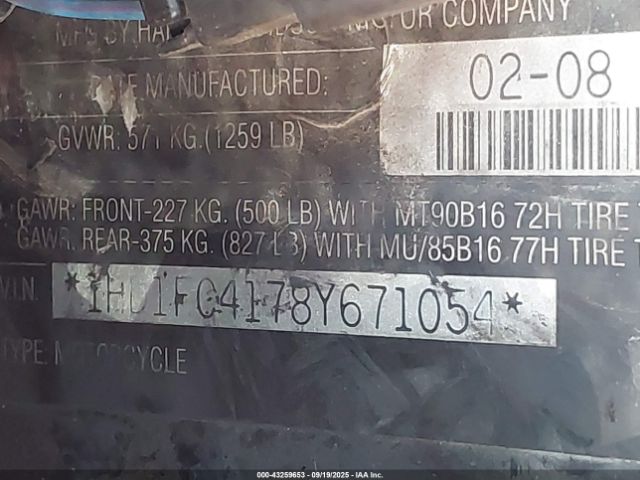 MOTOR COMPANY
DATE MANUFACTURED: 02-08
GVWR: 571 KG.(1259 LB)
GAWR: FRONT-227 KG. (500 LB) WITH MT90B16 72H TIRE
GAWR: REAR-375 KG. (827 LB) WITH MU/85B16 77H TIRE
V.I.N. *1HD1FC4178Y671054*
TYPE: MOTORCYCLE
000-43259653 - 09/19/2025 - IAA Inc.